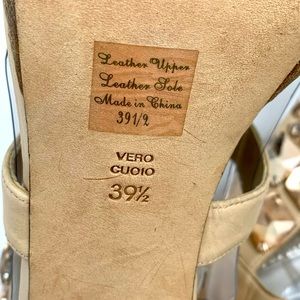 Leather Upper
Leather Sole
Made in China
39 1/2
VERO
CUOIO
39½